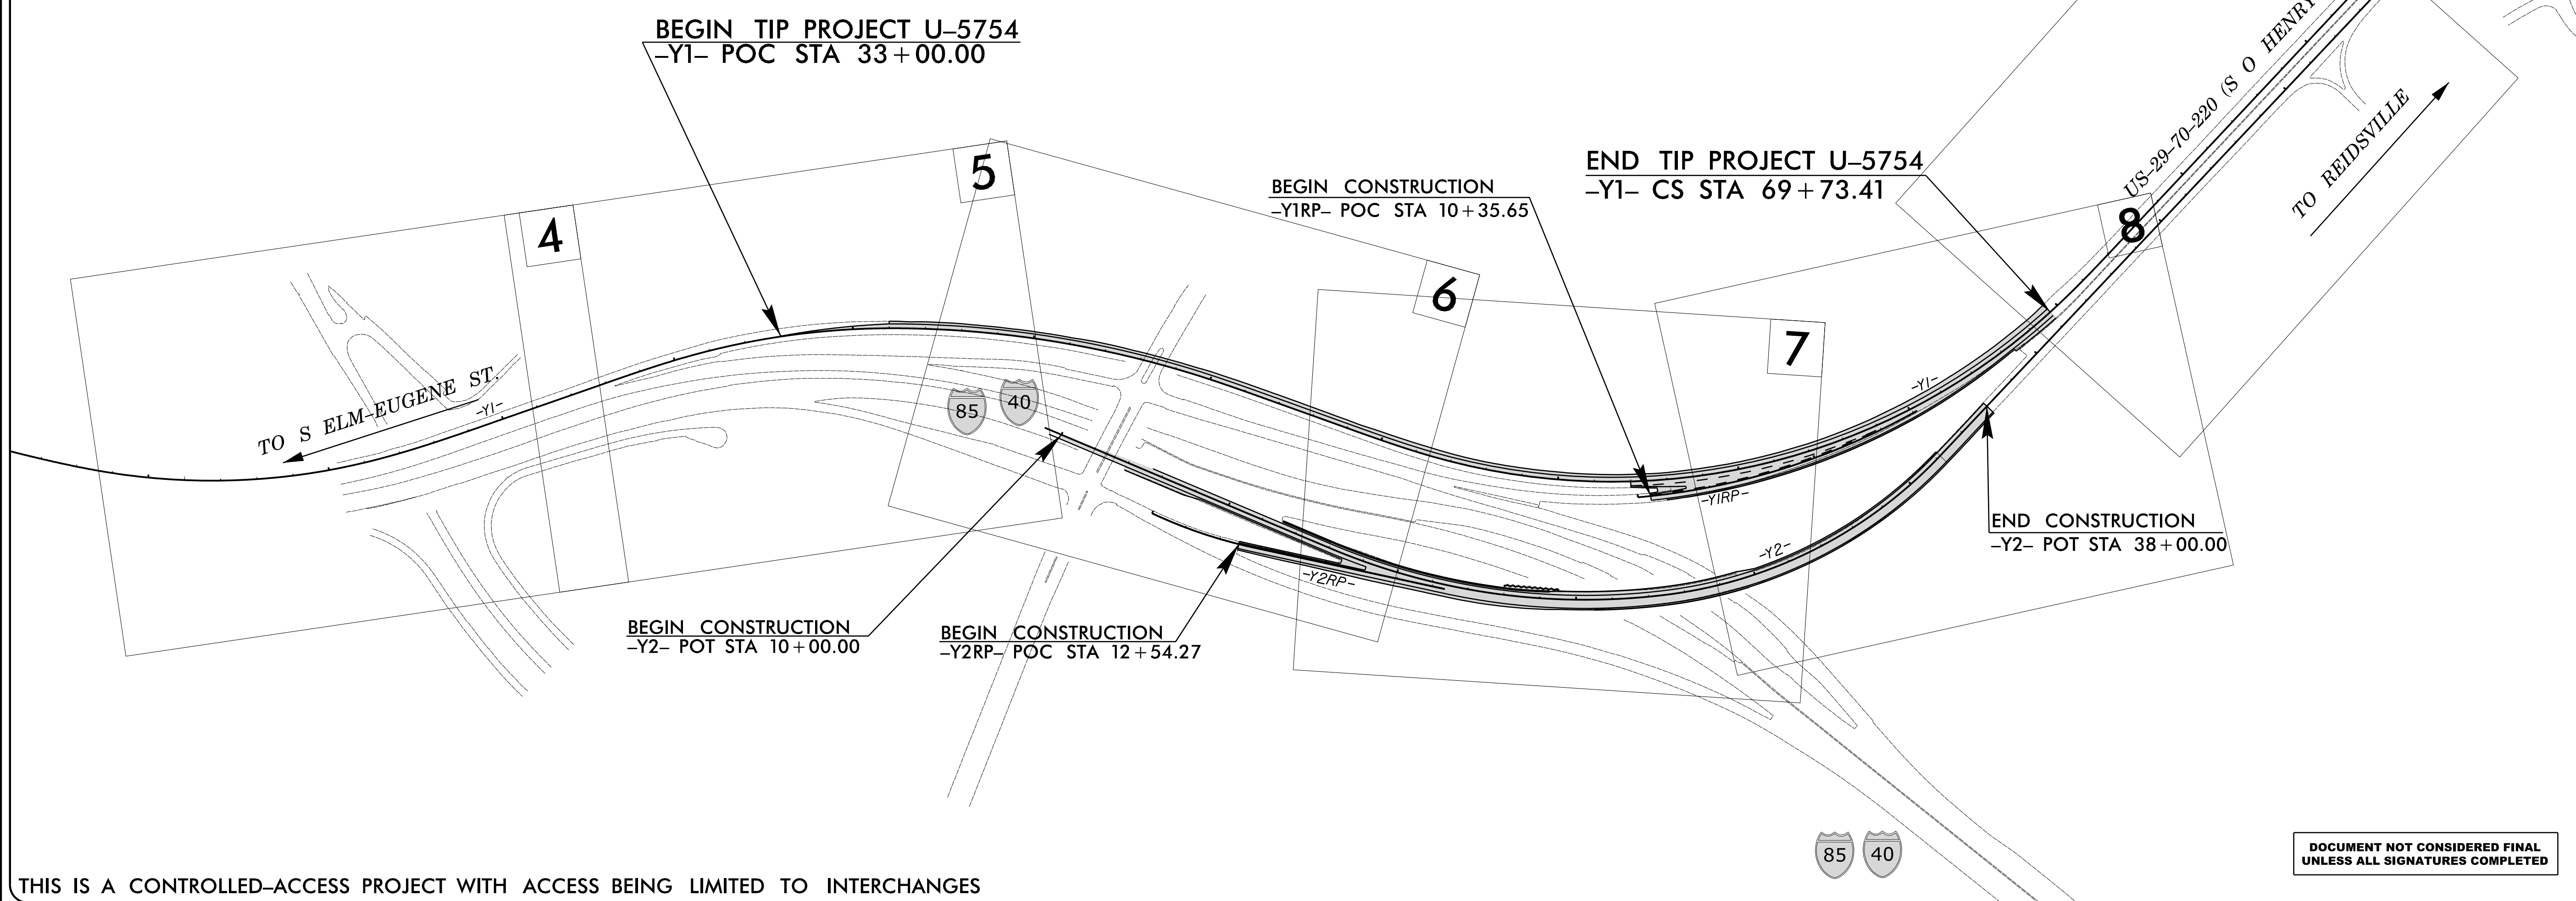 BEGIN TIP PROJECT U–5754
–Y1– POC STA 33+00.00
5
4
BEGIN CONSTRUCTION
–Y1RP– POC STA 10+35.65
END TIP PROJECT U–5754
–Y1– CS STA 69+73.41
US–29–70–220 (S O HENRY
TO REIDSVILLE
8
6
7
TO S ELM–EUGENE ST.
–Y1–
85
40
–Y1–
–Y1RP–
–Y2–
–Y2RP–
END CONSTRUCTION
–Y2– POT STA 38+00.00
BEGIN CONSTRUCTION
–Y2– POT STA 10+00.00
BEGIN CONSTRUCTION
–Y2RP– POC STA 12+54.27
85
40
DOCUMENT NOT CONSIDERED FINAL
UNLESS ALL SIGNATURES COMPLETED
THIS IS A CONTROLLED–ACCESS PROJECT WITH ACCESS BEING LIMITED TO INTERCHANGES